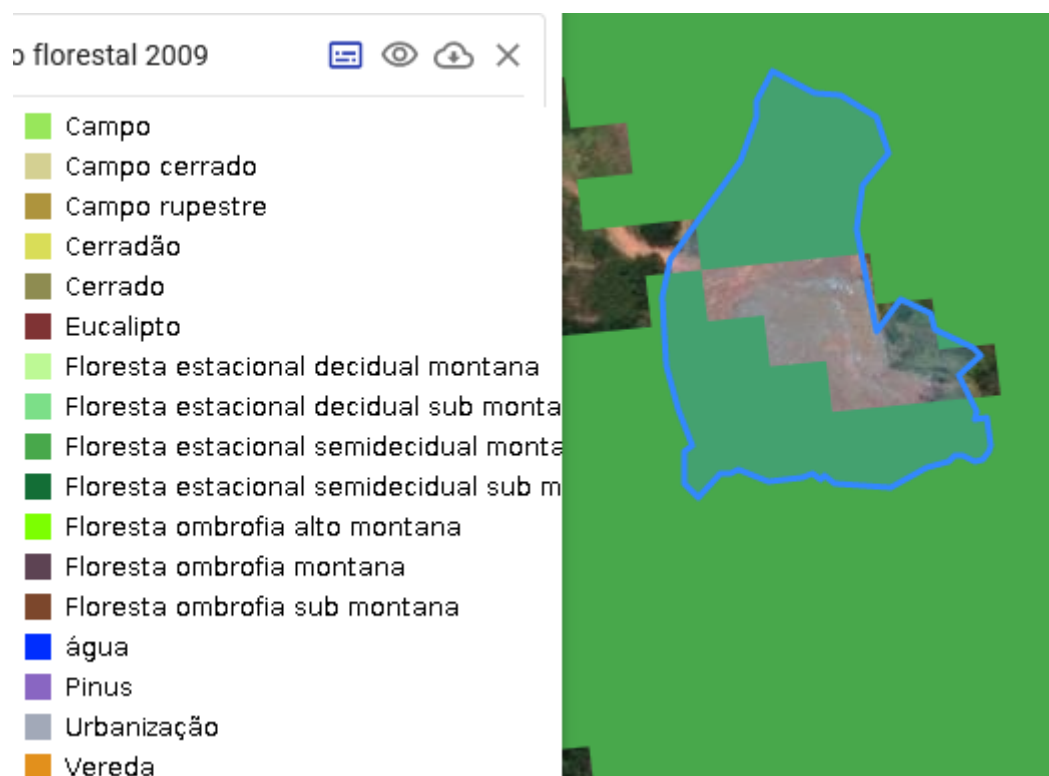 o florestal 2009
Campo
Campo cerrado
Campo rupestre
Cerradão
Cerrado
Eucalipto
Floresta estacional decidual montana
Floresta estacional decidual sub monta
Floresta estacional semidecidual monta
Floresta estacional semidecidual sub m
Floresta ombrofia alto montana
Floresta ombrofia montana
Floresta ombrofia sub montana
água
Pinus
Urbanização
Vereda